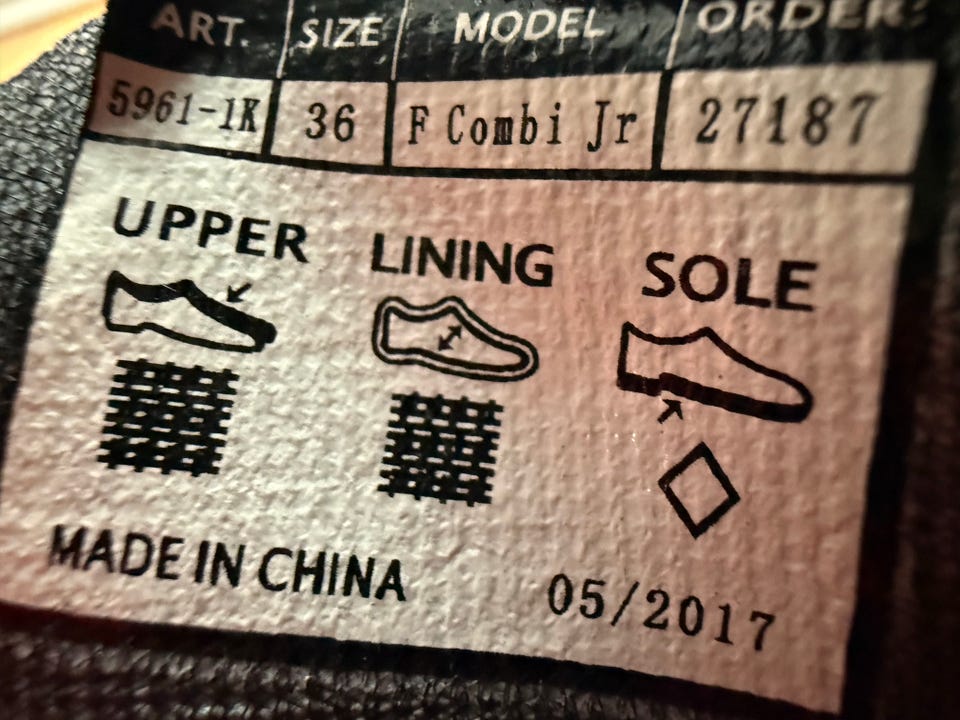 ART. SIZE MODEL ORDER:
5961-1K 36 F Combi Jr 27187
UPPER LINING SOLE
MADE IN CHINA 05/2017